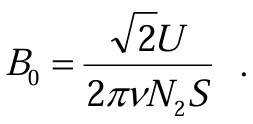 B₀ = √2U / 2πνN₂S .